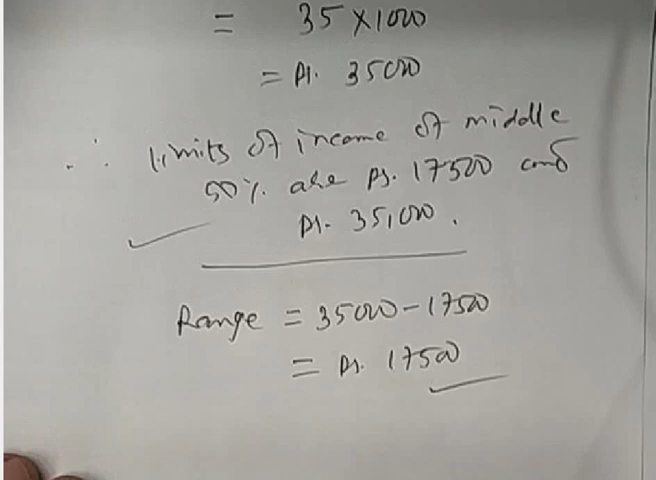 = 35 × 1000
= Rs. 35000
∴ limits of income of middle
50% are Rs. 17500 and
Rs. 35,000.
Range = 35000 - 17500
= Rs. 17500